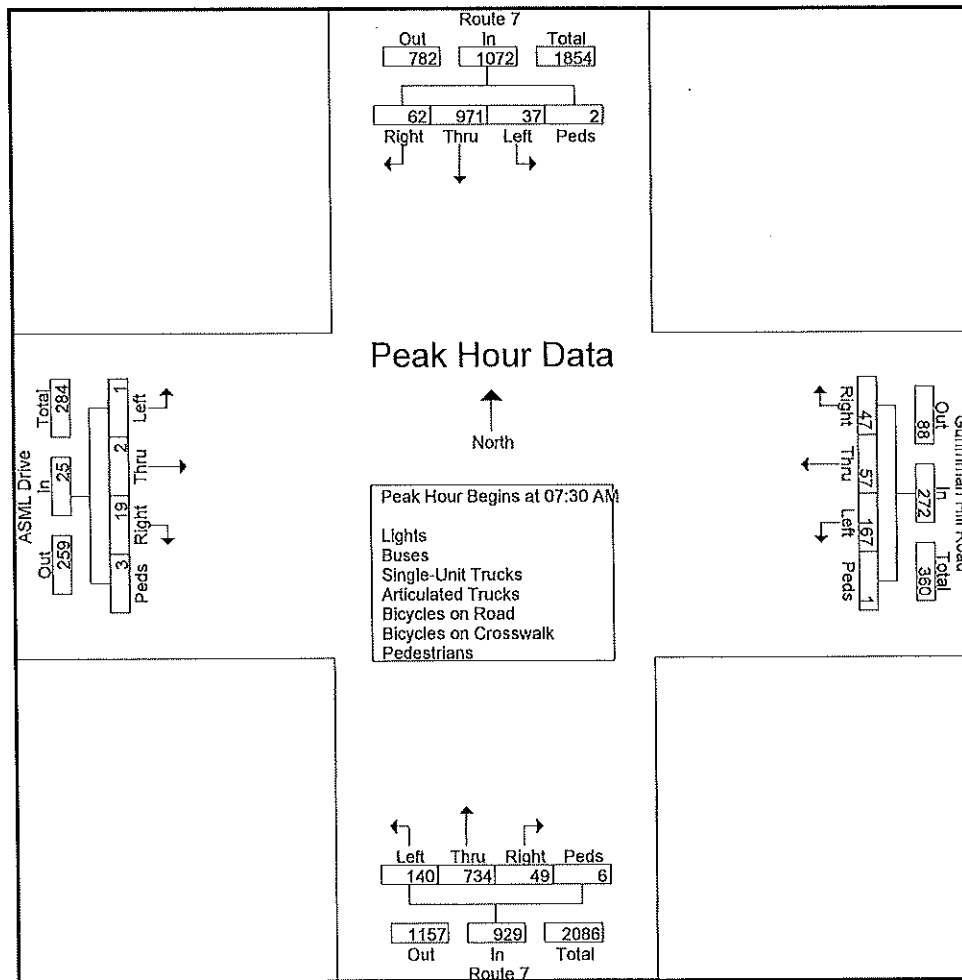 Route 7
Out In Total
782 1072 1854
62 971 37 2
Right Thru Left Peds
Peak Hour Data
North
Peak Hour Begins at 07:30 AM
Lights
Buses
Single-Unit Trucks
Articulated Trucks
Bicycles on Road
Bicycles on Crosswalk
Pedestrians
ASML Drive
Total In Out
284 25 259
1 2 19 3
Left Thru Right Peds
Hill Road
Out In Total
88 272 360
47 57 167 1
Right Thru Left Peds
Left Thru Right Peds
140 734 49 6
1157 929 2086
Out In Total
Route 7